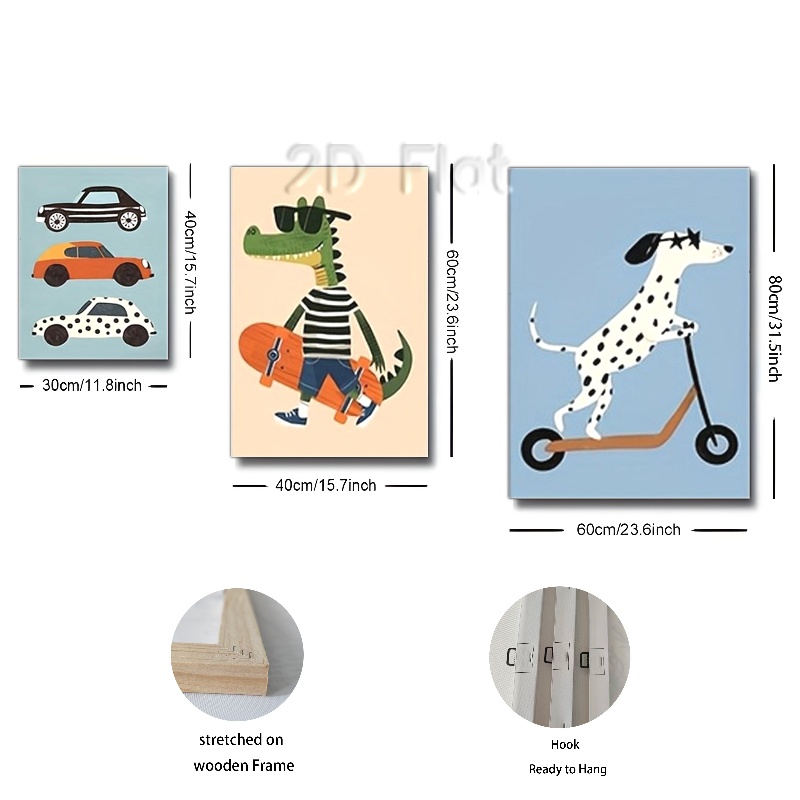 2D Flat
40cm/15.7inch
30cm/11.8inch
60cm/23.6inch
40cm/15.7inch
80cm/31.5inch
60cm/23.6inch
stretched on
wooden Frame
Hook
Ready to Hang